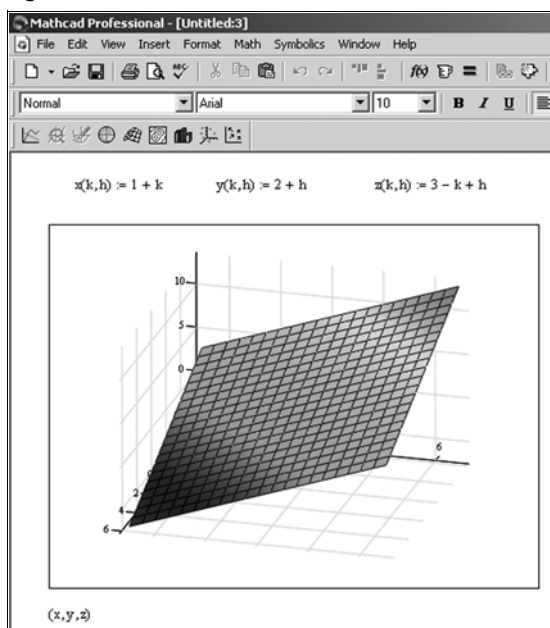 Mathcad Professional - [Untitled:3]
File Edit View Insert Format Math Symbolics Window Help
Normal Arial 10 B I U
x(k,h) := 1 + k y(k,h) := 2 + h z(k,h) := 3 − k + h
10
5
0
6
2
4
6
(x,y,z)